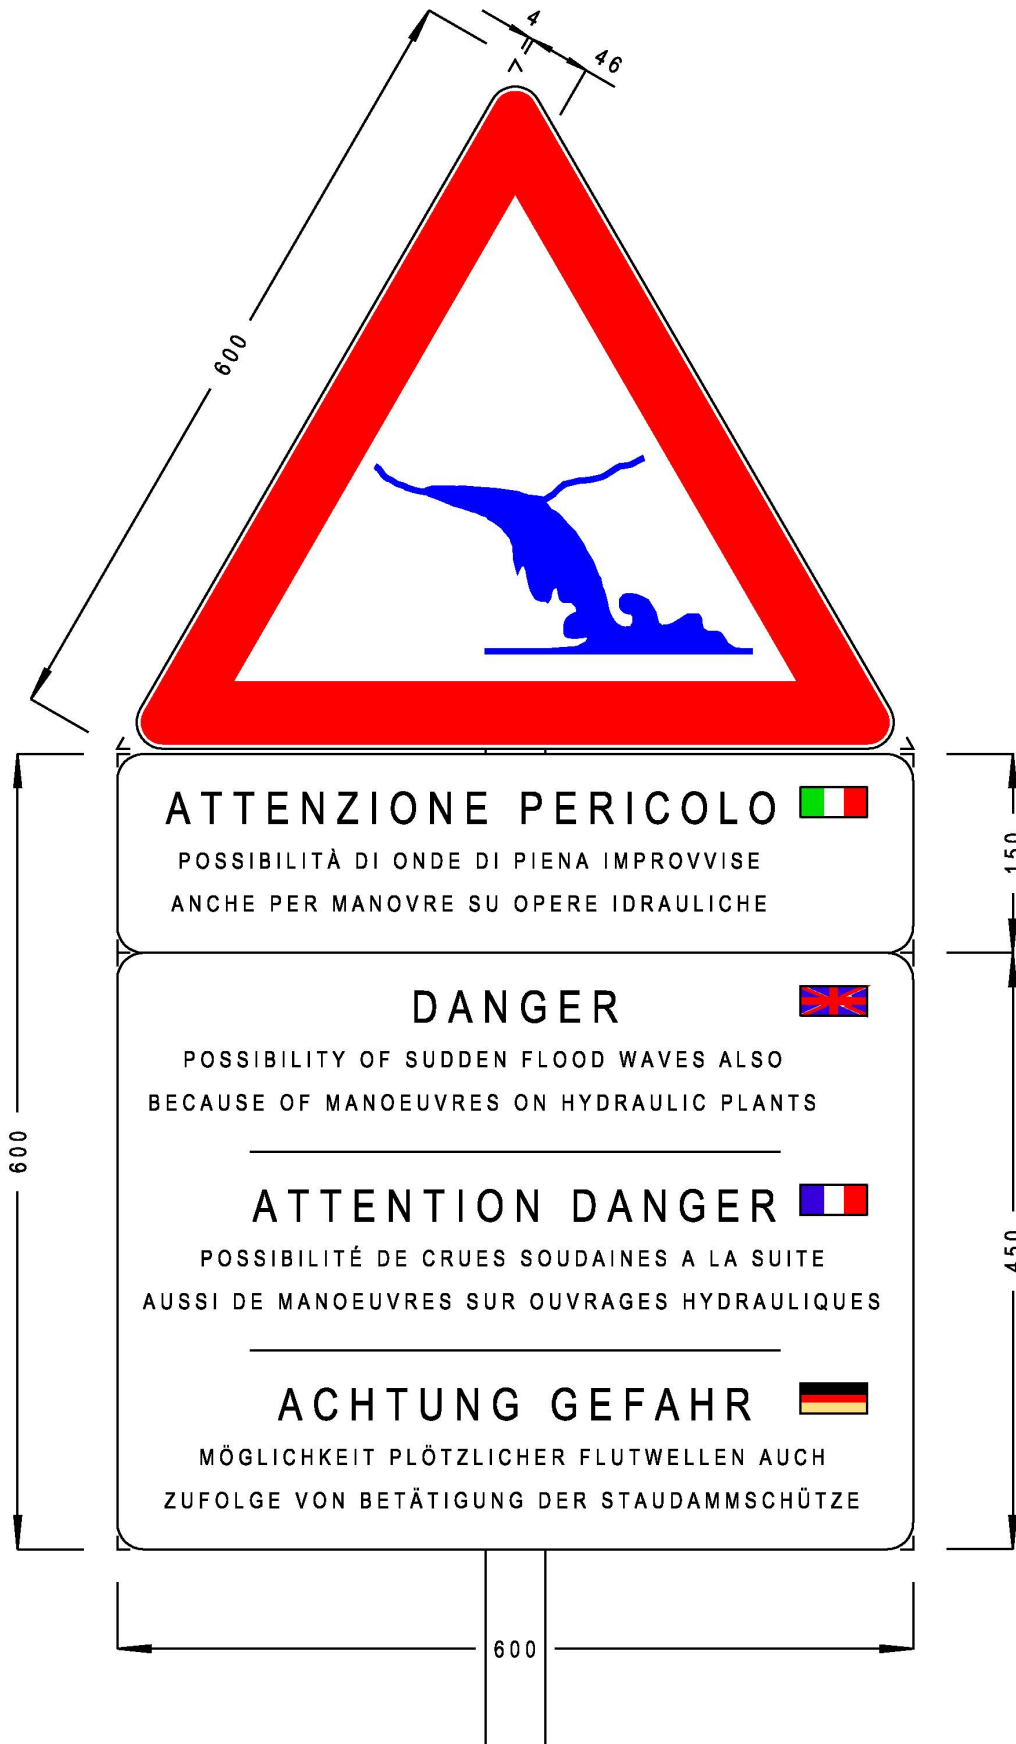 4
46
600
ATTENZIONE PERICOLO
POSSIBILITÀ DI ONDE DI PIENA IMPROVVISE
ANCHE PER MANOVRE SU OPERE IDRAULICHE
150
DANGER
POSSIBILITY OF SUDDEN FLOOD WAVES ALSO
BECAUSE OF MANOEUVRES ON HYDRAULIC PLANTS
600
ATTENTION DANGER
POSSIBILITÉ DE CRUES SOUDAINES A LA SUITE
AUSSI DE MANOEUVRES SUR OUVRAGES HYDRAULIQUES
450
ACHTUNG GEFAHR
MÖGLICHKEIT PLÖTZLICHER FLUTWELLEN AUCH
ZUFOLGE VON BETÄTIGUNG DER STAUDAMMSCHÜTZE
600